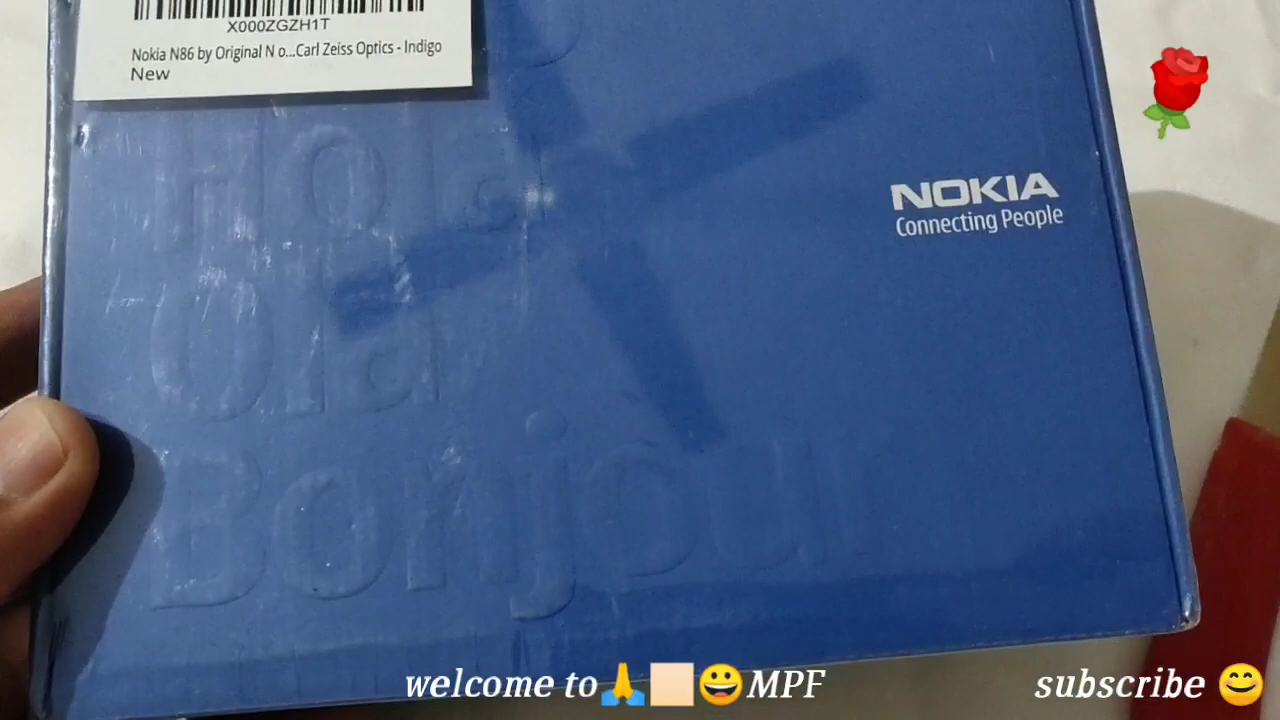 X000ZGZH1T
Nokia N86 by Original N o...Carl Zeiss Optics - Indigo
New
Hola
NOKIA
Connecting People
Ola
Bonjour
welcome to🙏🏻😀MPF
subscribe 😊